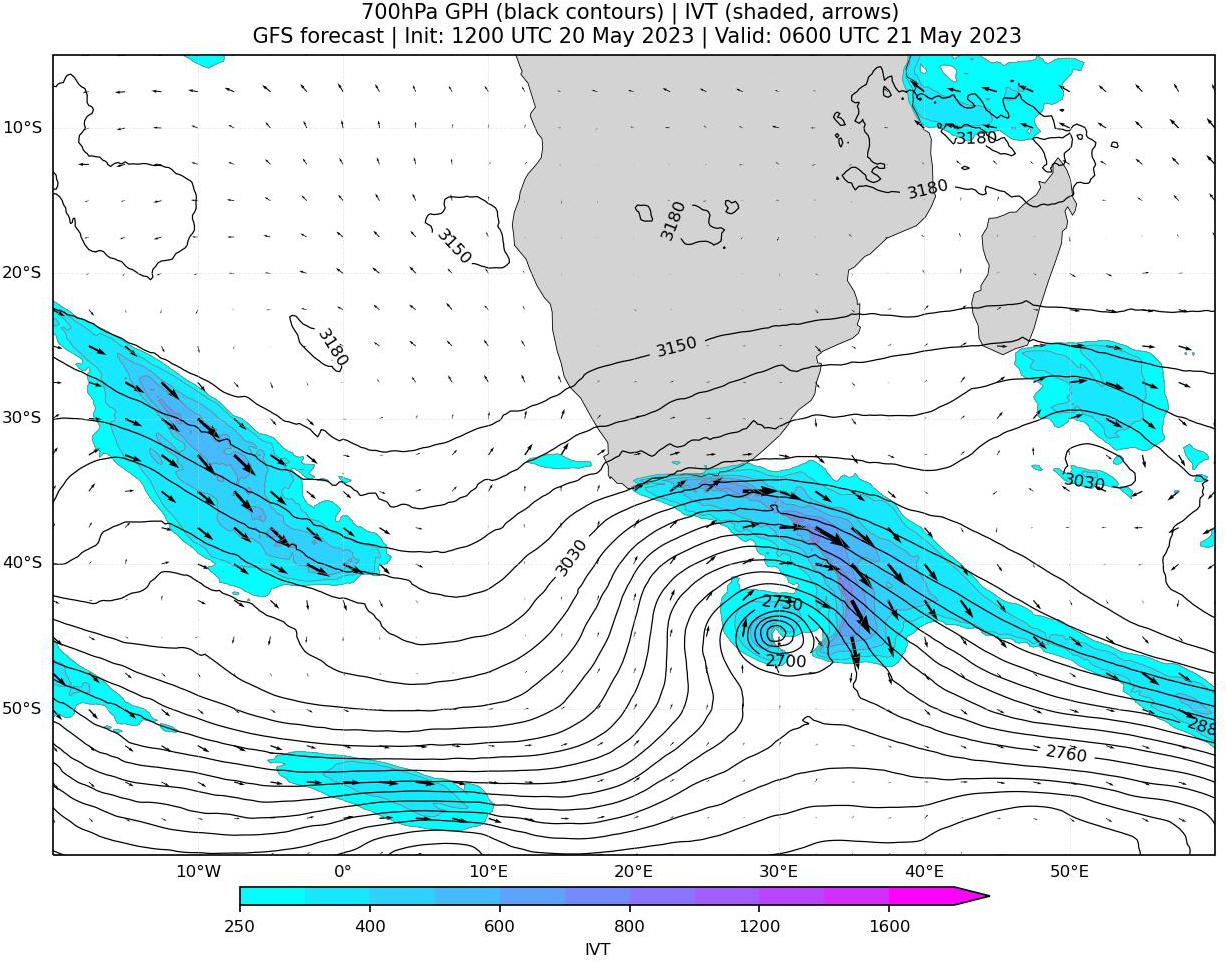 700hPa GPH (black contours) | IVT (shaded, arrows)
GFS forecast | Init: 1200 UTC 20 May 2023 | Valid: 0600 UTC 21 May 2023
10°S
3180
3180
3180
3150
20°S
3180
3150
30°S
3030
3030
40°S
2730
2700
50°S
288
2760
10°W 0° 10°E 20°E 30°E 40°E 50°E
250 400 600 800 1200 1600
IVT